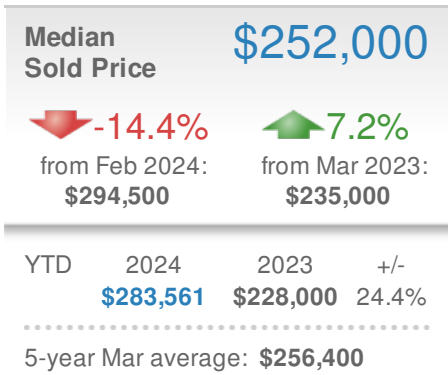 Median
Sold Price
$252,000
-14.4%
from Feb 2024:
$294,500
7.2%
from Mar 2023:
$235,000
YTD 2024 2023 +/-
$283,561 $228,000 24.4%
5-year Mar average: $256,400